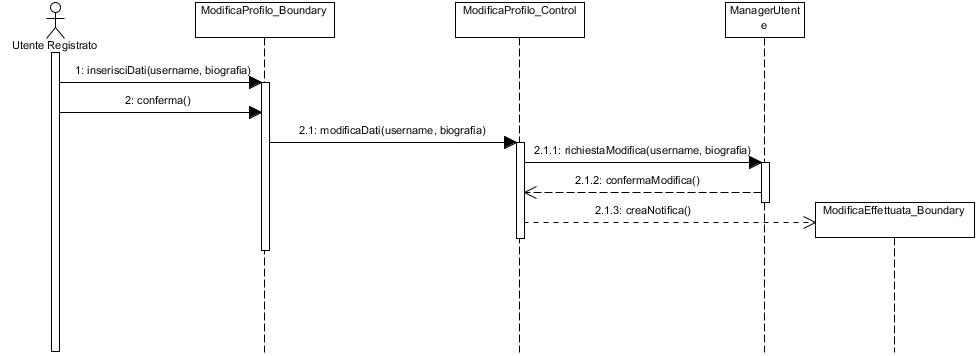 ModificaProfilo_Boundary
ModificaProfilo_Control
ManagerUtent
e
Utente Registrato
1: inserisciDati(username, biografia)
2: conferma()
2.1: modificaDati(username, biografia)
2.1.1: richiestaModifica(username, biografia)
2.1.2: confermaModifica()
2.1.3: creaNotifica()
ModificaEffettuata_Boundary